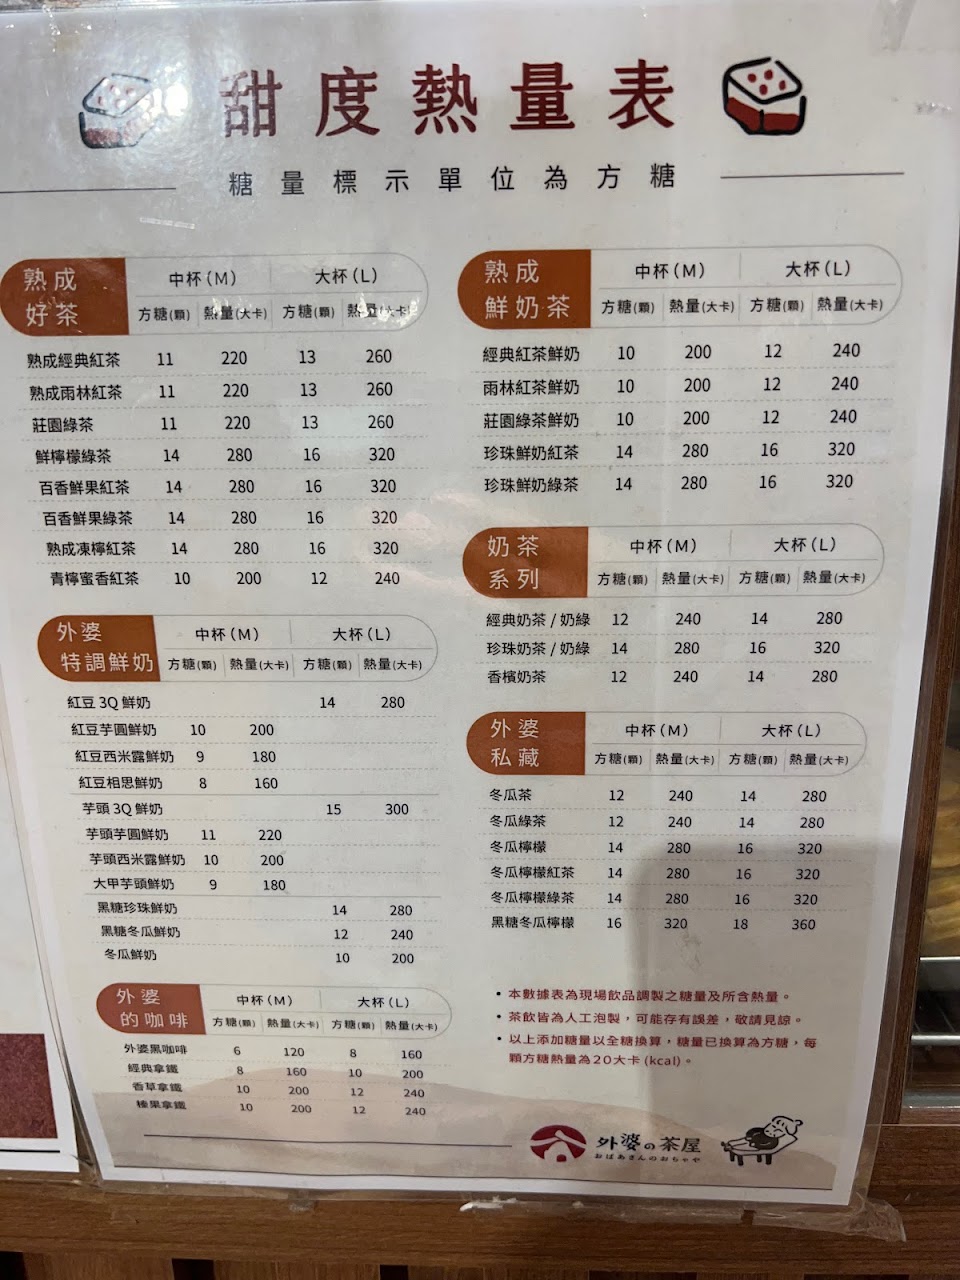 甜度熱量表
糖量標示單位為方糖
熟成好茶 中杯(M) 大杯(L)
方糖(顆) 熱量(大卡) 方糖(顆) 熱量(大卡)
熟成經典紅茶 11 220 13 260
熟成雨林紅茶 11 220 13 260
莊園綠茶 11 220 13 260
鮮檸檬綠茶 14 280 16 320
百香鮮果紅茶 14 280 16 320
百香鮮果綠茶 14 280 16 320
熟成凍檸紅茶 14 280 16 320
青檸蜜香紅茶 10 200 12 240
外婆特調鮮奶 中杯(M) 大杯(L)
方糖(顆) 熱量(大卡) 方糖(顆) 熱量(大卡)
紅豆 3Q 鮮奶 14 280
紅豆芋圓鮮奶 10 200
紅豆西米露鮮奶 9 180
紅豆相思鮮奶 8 160
芋頭 3Q 鮮奶 15 300
芋頭芋圓鮮奶 11 220
芋頭西米露鮮奶 10 200
大甲芋頭鮮奶 9 180
黑糖珍珠鮮奶 14 280
黑糖冬瓜鮮奶 12 240
冬瓜鮮奶 10 200
外婆的咖啡 中杯(M) 大杯(L)
方糖(顆) 熱量(大卡) 方糖(顆) 熱量(大卡)
外婆黑咖啡 6 120 8 160
經典拿鐵 8 160 10 200
香草拿鐵 10 200 12 240
榛果拿鐵 10 200 12 240
熟成鮮奶茶 中杯(M) 大杯(L)
方糖(顆) 熱量(大卡) 方糖(顆) 熱量(大卡)
經典紅茶鮮奶 10 200 12 240
雨林紅茶鮮奶 10 200 12 240
莊園綠茶鮮奶 10 200 12 240
珍珠鮮奶紅茶 14 280 16 320
珍珠鮮奶綠茶 14 280 16 320
奶茶系列 中杯(M) 大杯(L)
方糖(顆) 熱量(大卡) 方糖(顆) 熱量(大卡)
經典奶茶 / 奶綠 12 240 14 280
珍珠奶茶 / 奶綠 14 280 16 320
香檳奶茶 12 240 14 280
外婆私藏 中杯(M) 大杯(L)
方糖(顆) 熱量(大卡) 方糖(顆) 熱量(大卡)
冬瓜茶 12 240 14 280
冬瓜綠茶 12 240 14 280
冬瓜檸檬 14 280 16 320
冬瓜檸檬紅茶 14 280 16 320
冬瓜檸檬綠茶 14 280 16 320
黑糖冬瓜檸檬 16 320 18 360
• 本數據表為現場飲品調製之糖量及所含熱量。
• 茶飲皆為人工泡製，可能存有誤差，敬請見諒。
• 以上添加糖量以全糖換算，糖量已換算為方糖，每
顆方糖熱量為20大卡 (kcal)。
外婆の茶屋
おばあさんのおちゃや